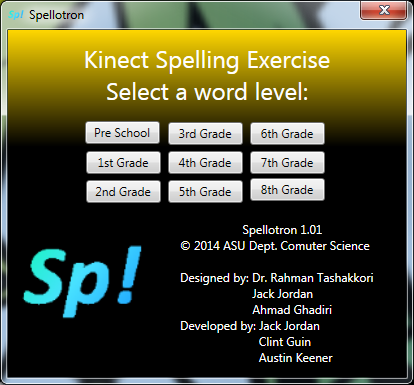 Sp! Spellotron
Kinect Spelling Exercise
Select a word level:
Pre School 3rd Grade 6th Grade
1st Grade 4th Grade 7th Grade
2nd Grade 5th Grade 8th Grade
Sp!
Spellotron 1.01
© 2014 ASU Dept. Comuter Science
Designed by: Dr. Rahman Tashakkori
Jack Jordan
Ahmad Ghadiri
Developed by: Jack Jordan
Clint Guin
Austin Keener